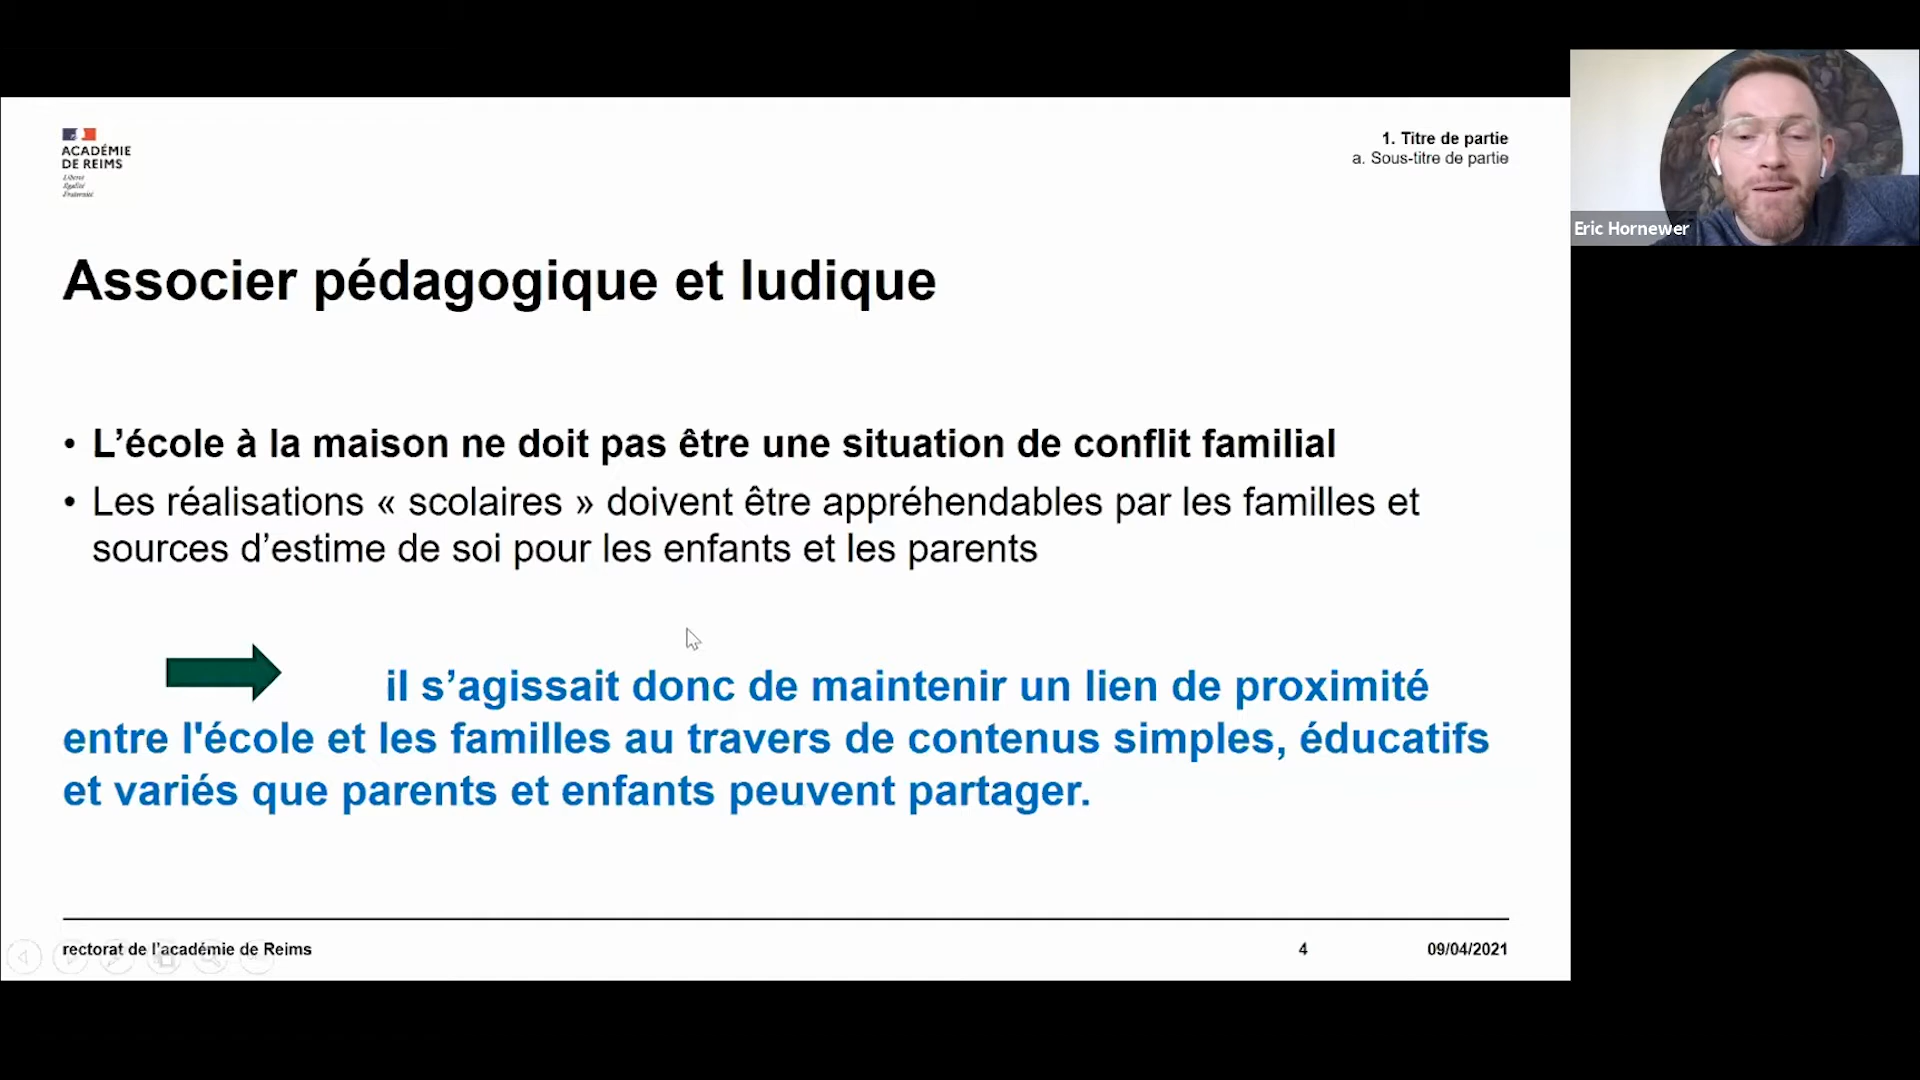 ACADÉMIE
DE REIMS
Liberté
Égalité
Fraternité
1. Titre de partie
a. Sous-titre de partie
Eric Hornewer
Associer pédagogique et ludique
• L’école à la maison ne doit pas être une situation de conflit familial
• Les réalisations « scolaires » doivent être appréhendables par les familles et
sources d’estime de soi pour les enfants et les parents
il s’agissait donc de maintenir un lien de proximité
entre l'école et les familles au travers de contenus simples, éducatifs
et variés que parents et enfants peuvent partager.
rectorat de l’académie de Reims
4
09/04/2021